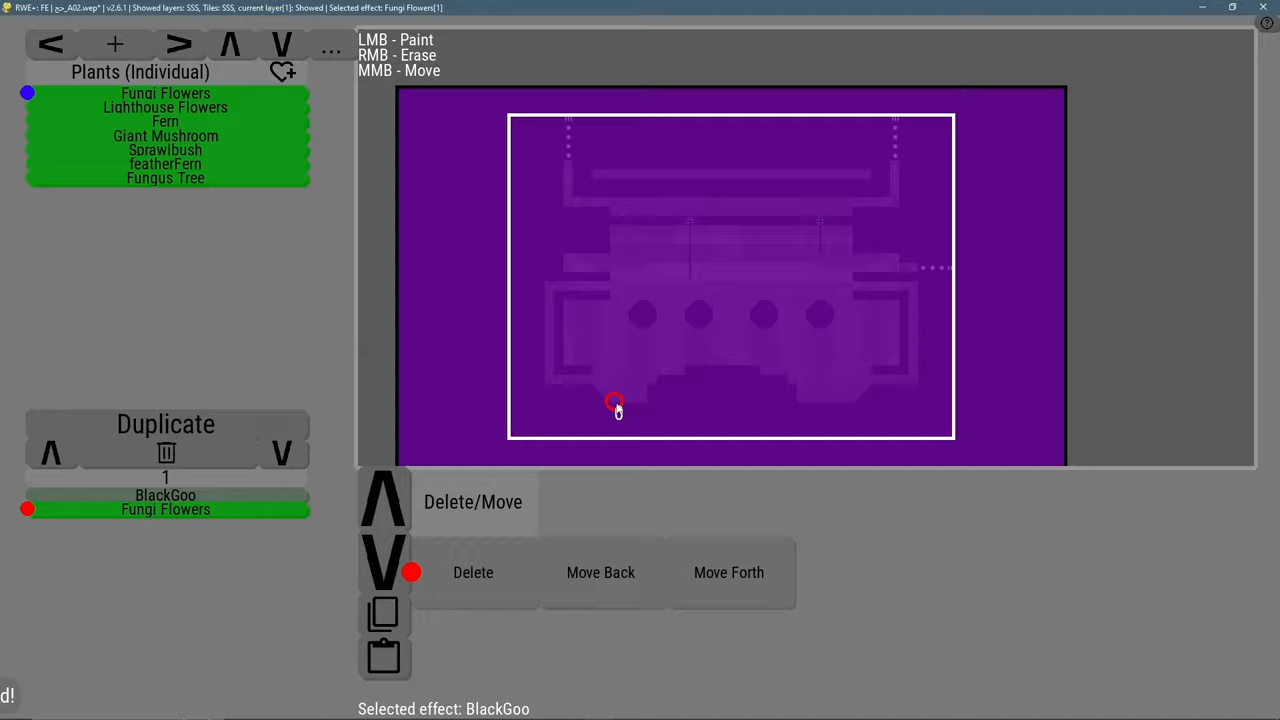 RWE+: FE | حج_A02.wep* | v2.6.1 | Showed layers: SSS, Tiles: SSS, current layer[1]: Showed | Selected effect: Fungi Flowers[1]
< + > Λ V ...
LMB - Paint
RMB - Erase
MMB - Move
Plants (Individual)
Fungi Flowers
Lighthouse Flowers
Fern
Giant Mushroom
Sprawlbush
featherFern
Fungus Tree
0
Duplicate
Λ V
1
BlackGoo
Fungi Flowers
Λ Delete/Move
V Delete Move Back Move Forth
d!
Selected effect: BlackGoo